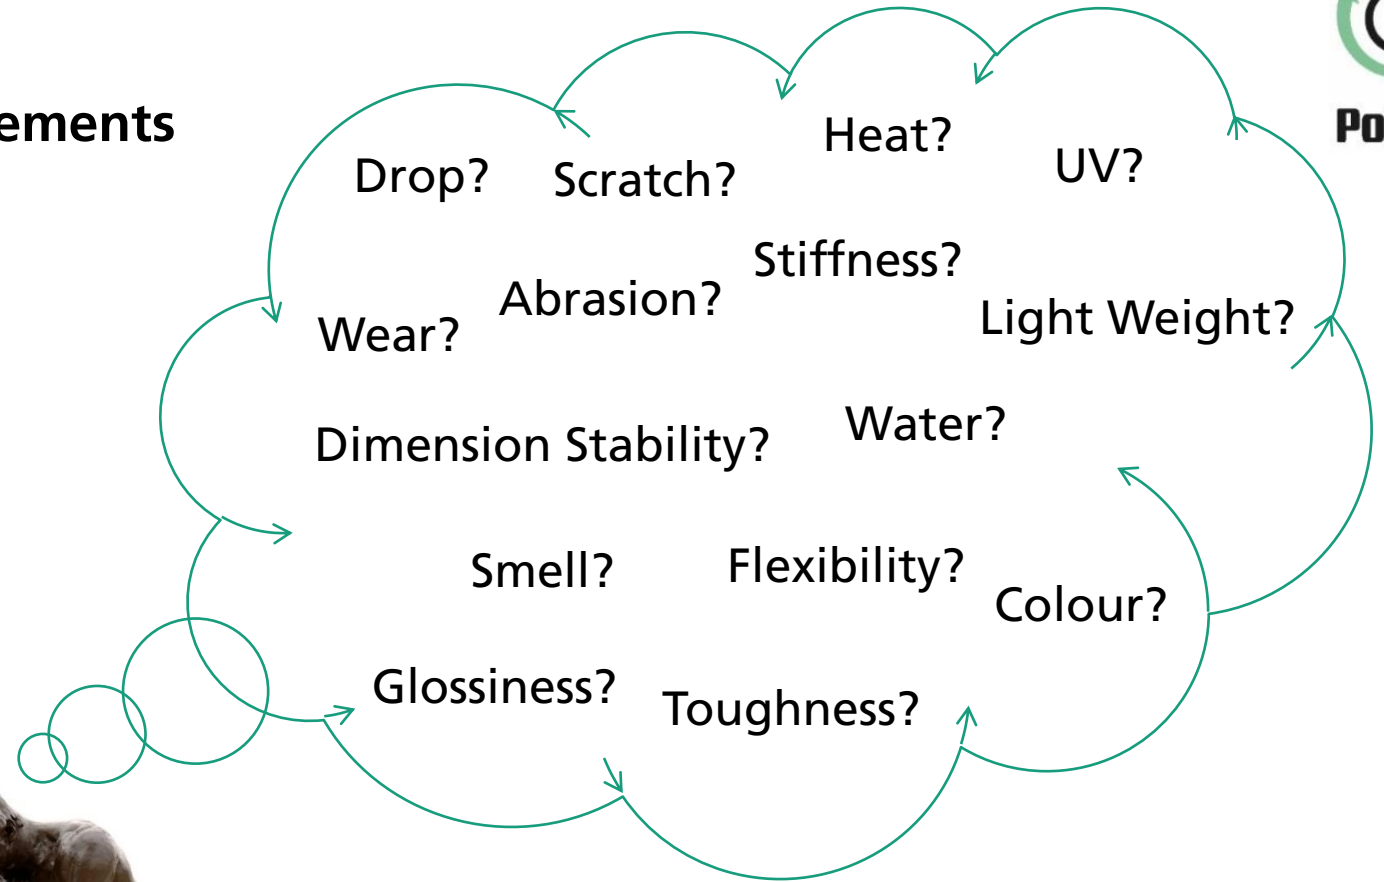 ements
Po
Heat?
Drop?
Scratch?
UV?
Stiffness?
Abrasion?
Light Weight?
Wear?
Water?
Dimension Stability?
Smell?
Flexibility?
Colour?
Glossiness?
Toughness?